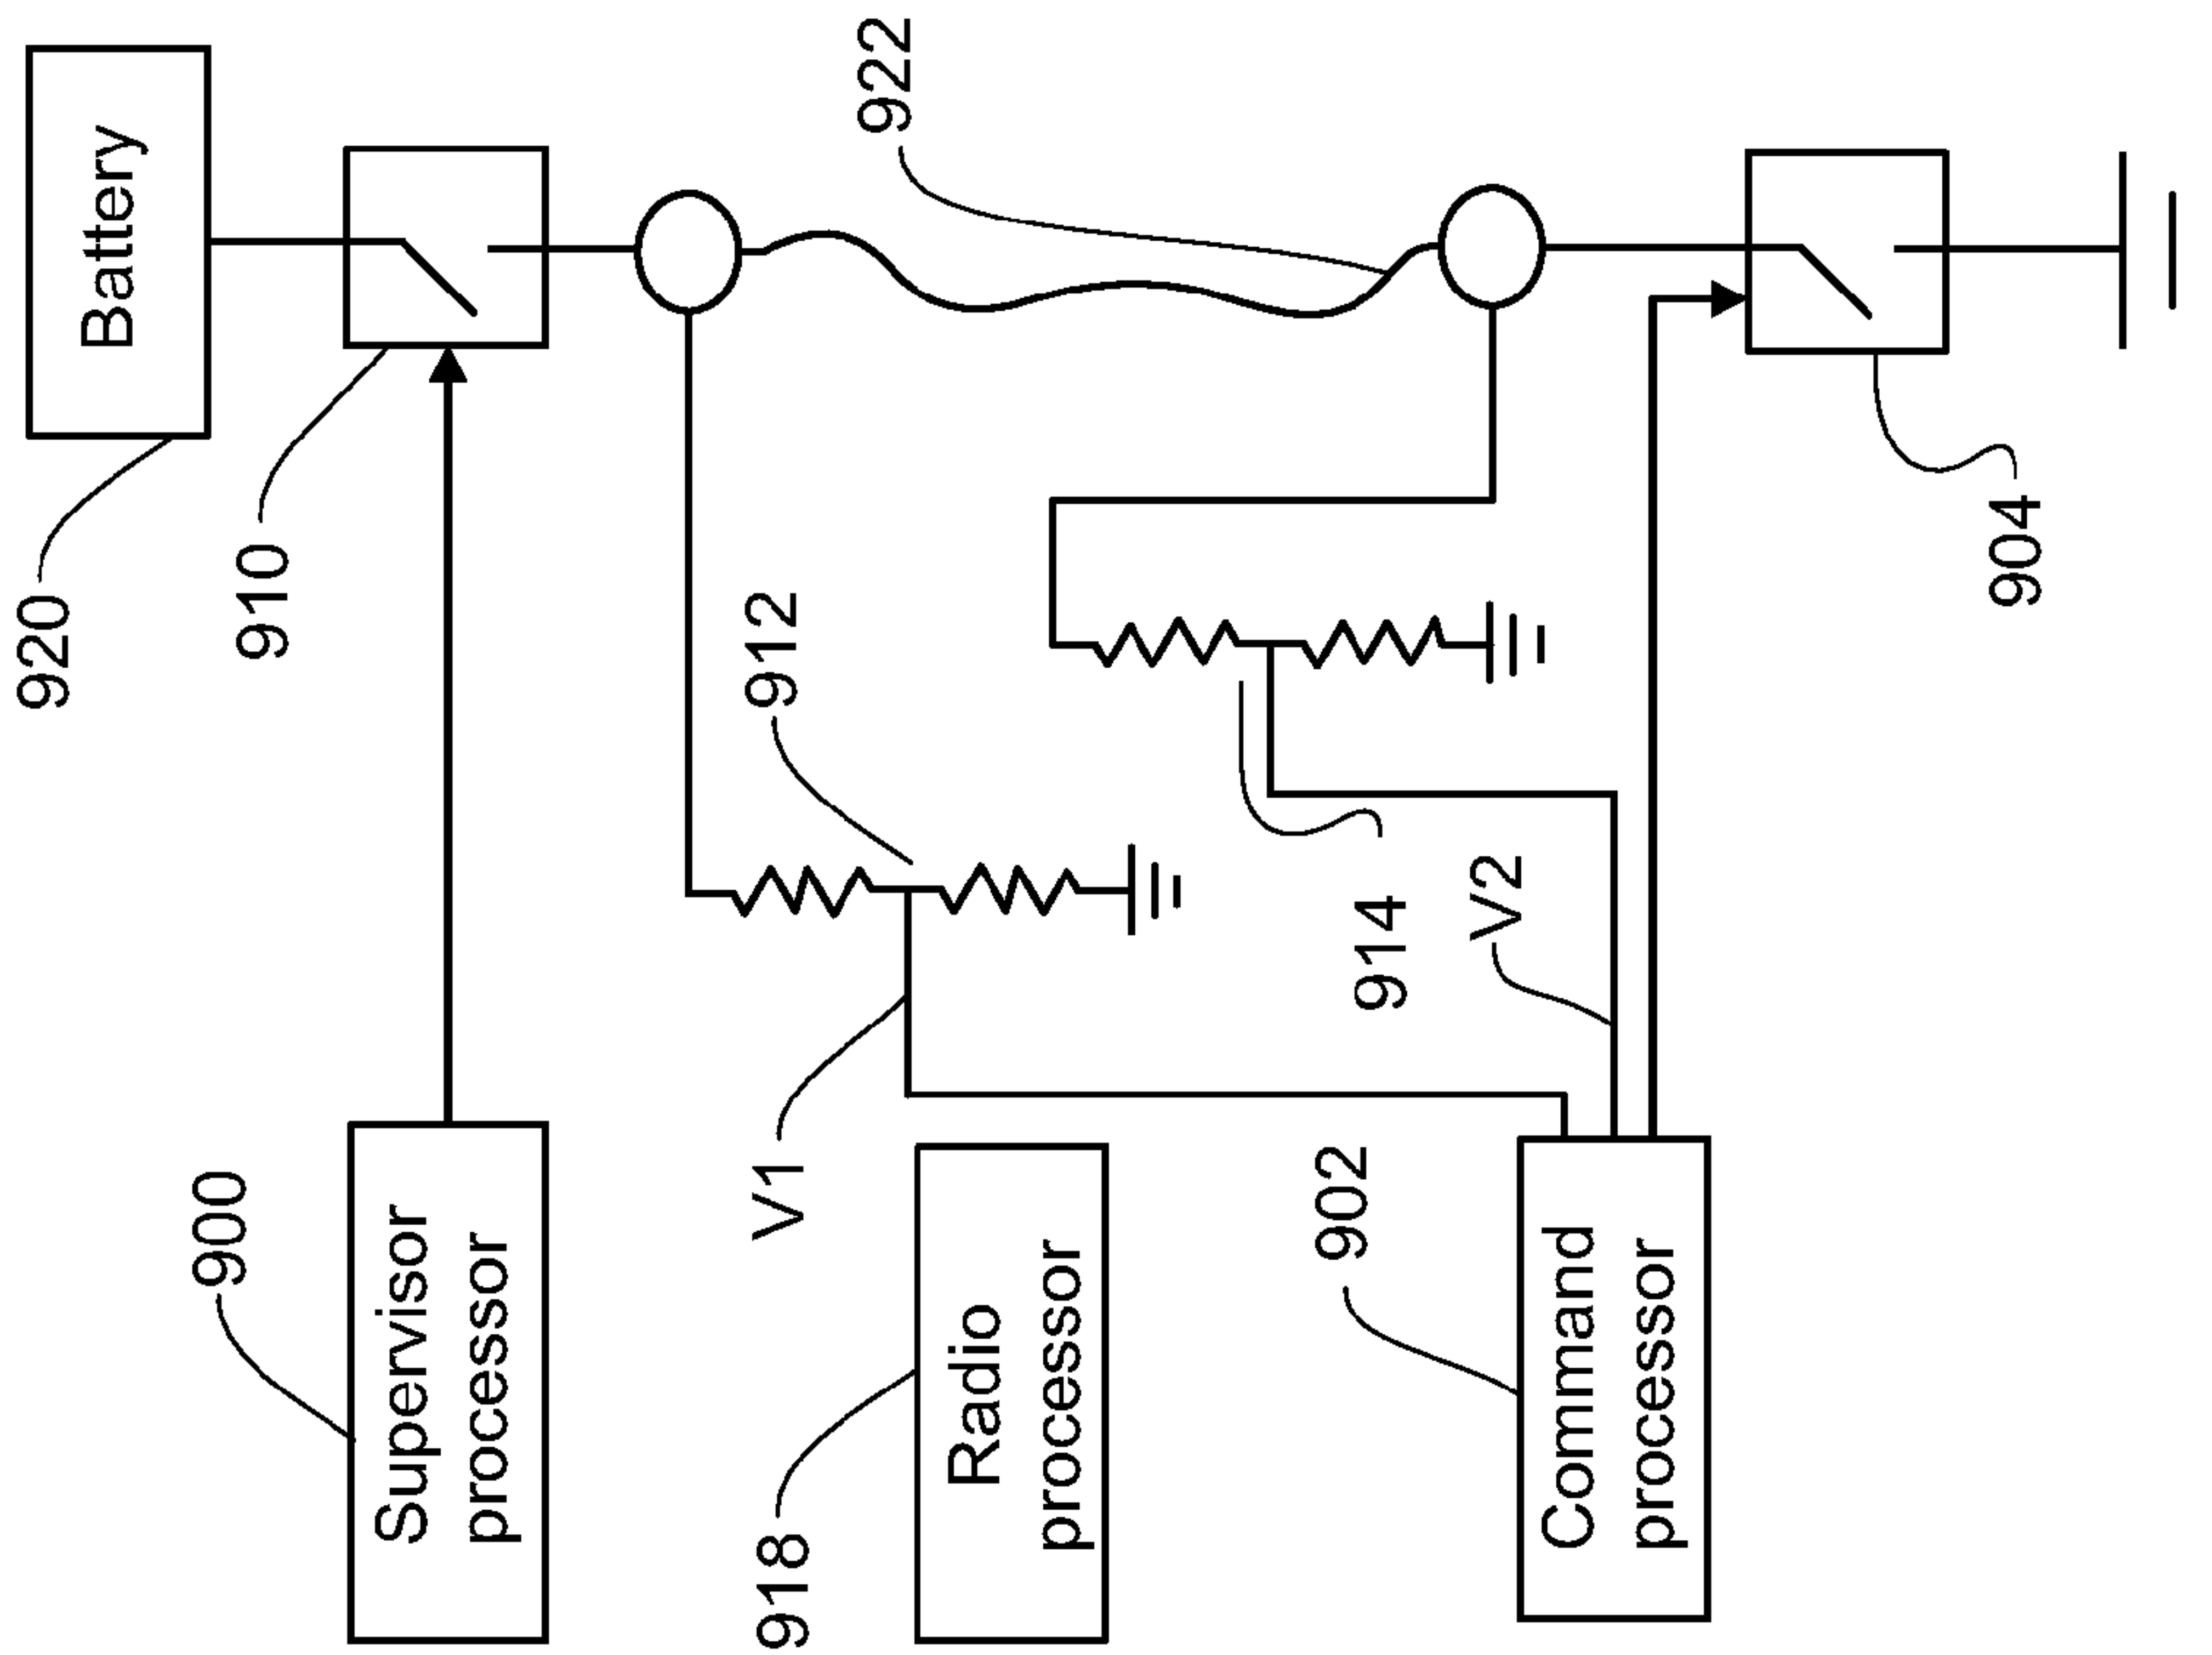 920
Battery
910
922
900
Supervisor
processor
912
V1
918
Radio
processor
914
V2
902
Command
processor
904